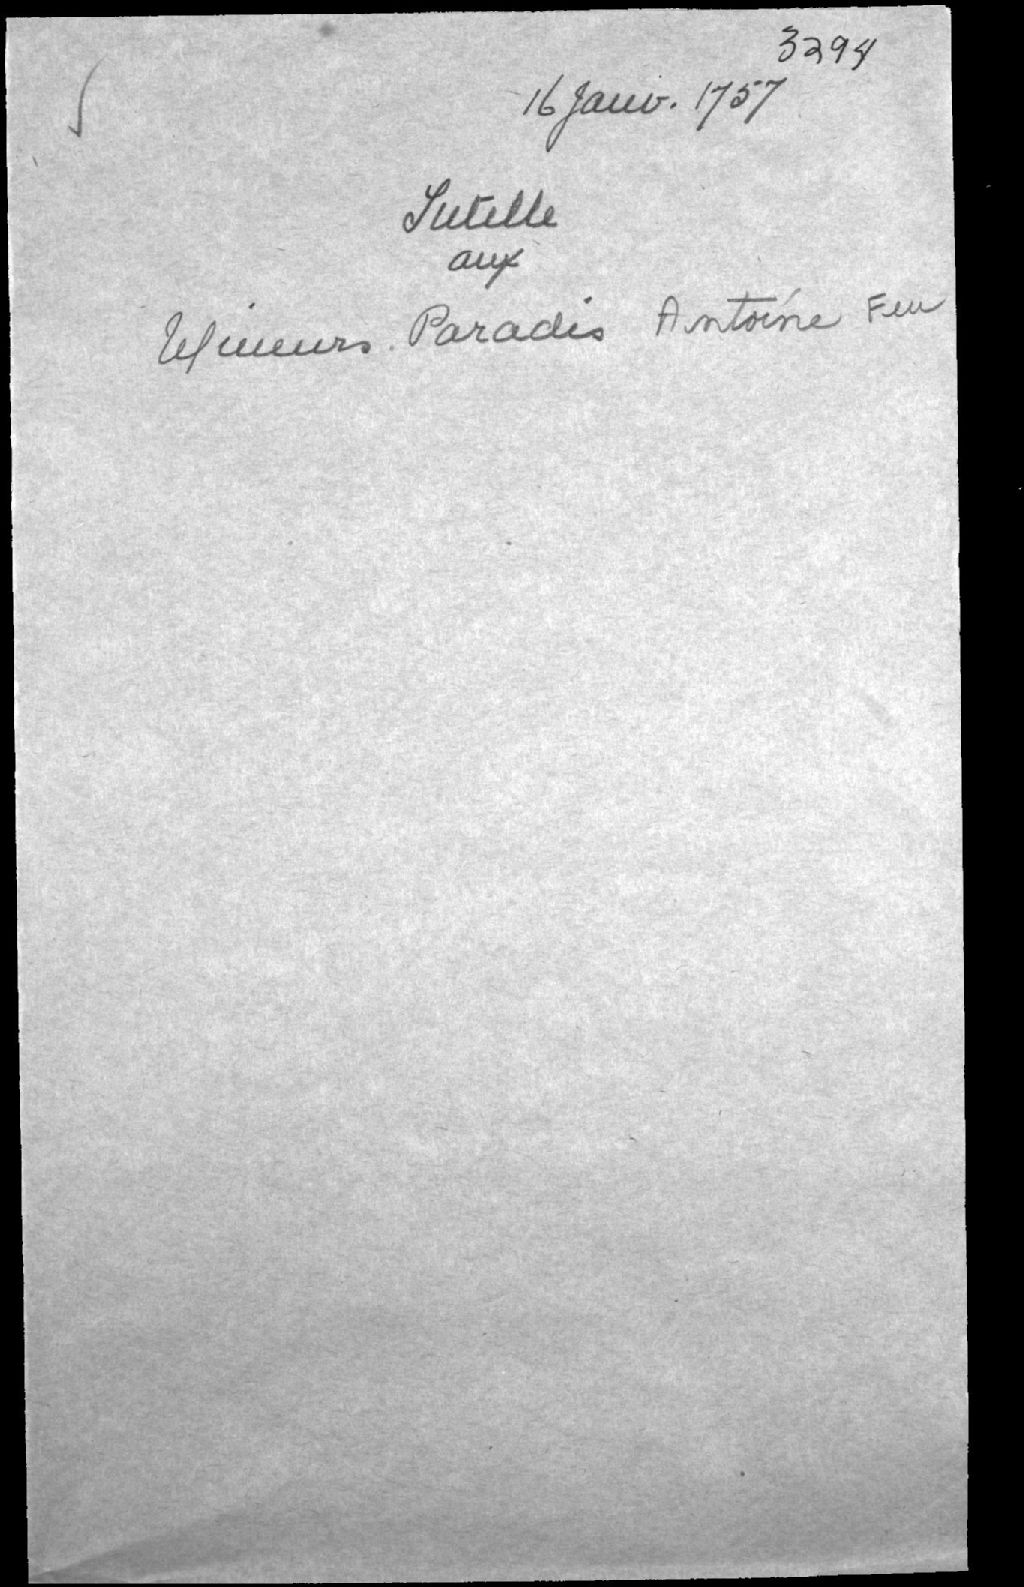 3294
16 Janv. 1757
Tutelle
aux
Mineurs. Paradis Antoine Feu